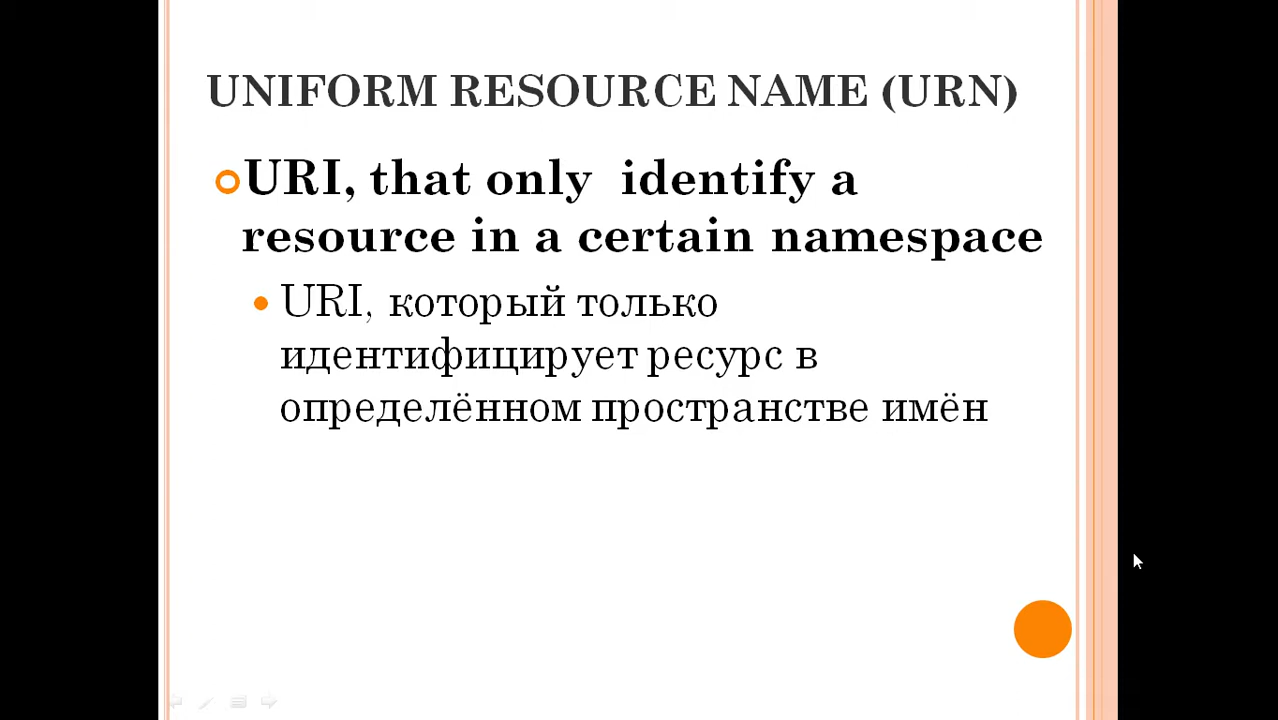 UNIFORM RESOURCE NAME (URN)
URI, that only identify a
resource in a certain namespace
URI, который только
идентифицирует ресурс в
определённом пространстве имён